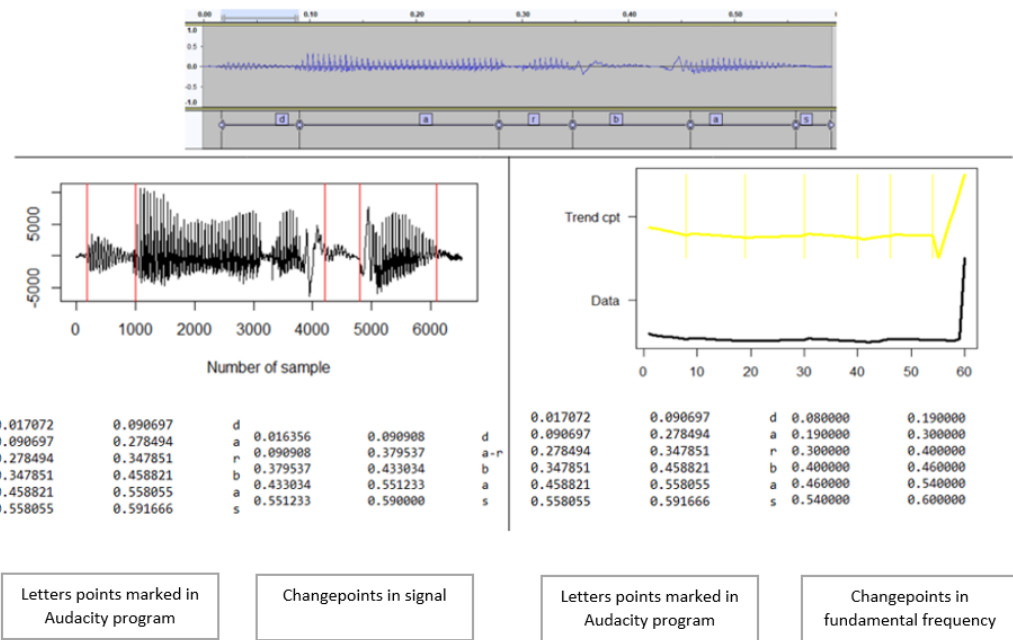 0.00 0.10 0.20 0.30 0.40 0.50
1.0
0.5
0.0
-0.5
-1.0
d a r b a s
5000
-5000
0 1000 2000 3000 4000 5000 6000
Number of sample
Trend cpt
Data
0 10 20 30 40 50 60
.017072 0.090697 d
.090697 0.278494 a
.278494 0.347851 r
.347851 0.458821 b
.458821 0.558055 a
.558055 0.591666 s
0.016356 0.090908 d
0.090908 0.379537 a-r
0.379537 0.433034 b
0.433034 0.551233 a
0.551233 0.590000 s
0.017072 0.090697 d 0.080000 0.190000
0.090697 0.278494 a 0.190000 0.300000
0.278494 0.347851 r 0.300000 0.400000
0.347851 0.458821 b 0.400000 0.460000
0.458821 0.558055 a 0.460000 0.540000
0.558055 0.591666 s 0.540000 0.600000
Letters points marked in
Audacity program
Changepoints in signal
Letters points marked in
Audacity program
Changepoints in
fundamental frequency